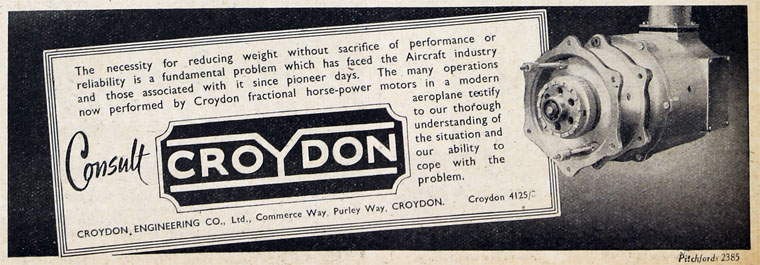 The necessity for reducing weight without sacrifice of performance or
reliability is a fundamental problem which has faced the Aircraft industry
and those associated with it since pioneer days. The many operations
now performed by Croydon fractional horse-power motors in a modern
aeroplane testify
to our thorough
understanding of
the situation and
our ability to
cope with the
problem.
Consult
CROYDON
CROYDON ENGINEERING CO., Ltd., Commerce Way, Purley Way, CROYDON. Croydon 4125/
Pitchfords 2385